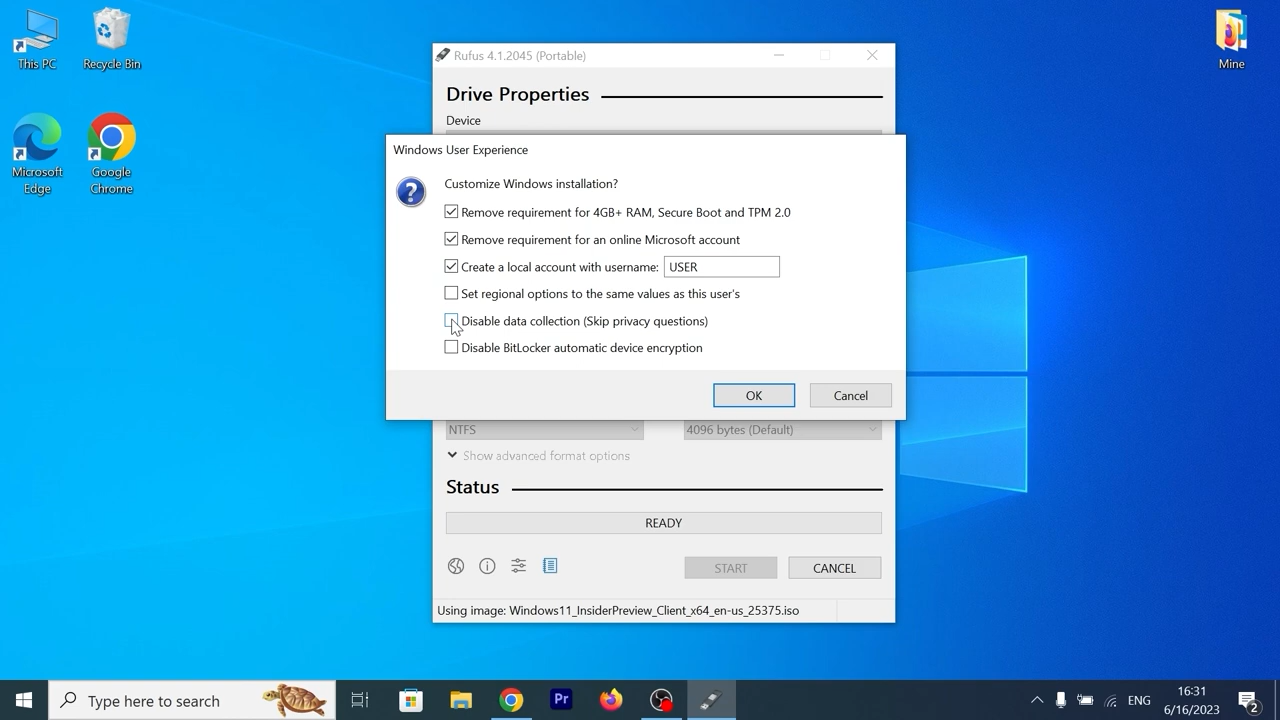 This PC
Recycle Bin
Microsoft
Edge
Google
Chrome
Mine
Rufus 4.1.2045 (Portable)
Drive Properties
Device
Windows User Experience
Customize Windows installation?
Remove requirement for 4GB+ RAM, Secure Boot and TPM 2.0
Remove requirement for an online Microsoft account
Create a local account with username: USER
Set regional options to the same values as this user's
Disable data collection (Skip privacy questions)
Disable BitLocker automatic device encryption
OK Cancel
NTFS 4096 bytes (Default)
Show advanced format options
Status
READY
START CANCEL
Using image: Windows11_InsiderPreview_Client_x64_en-us_25375.iso
Type here to search
Pr
ENG
16:31
6/16/2023
2